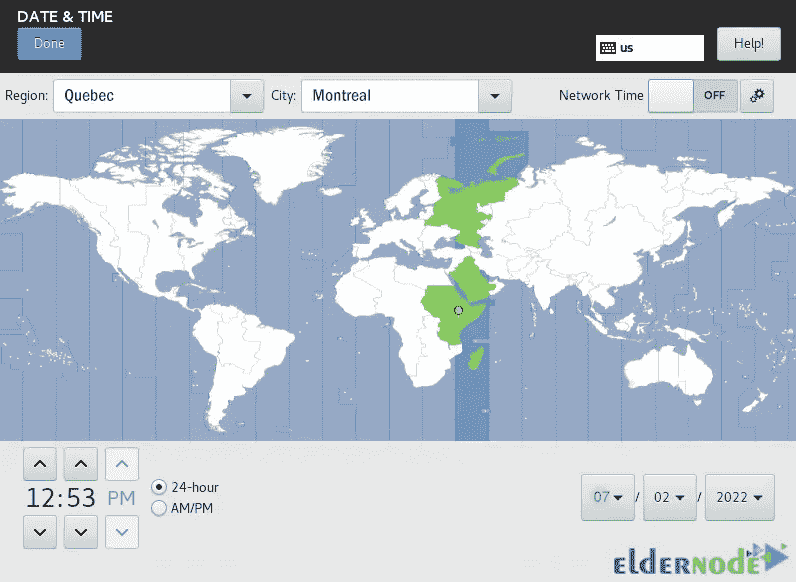 DATE & TIME
Done
us
Help!
Region:
Quebec
City:
Montreal
Network Time
OFF
12:53 PM
24-hour
AM/PM
07 / 02 / 2022
eldernode